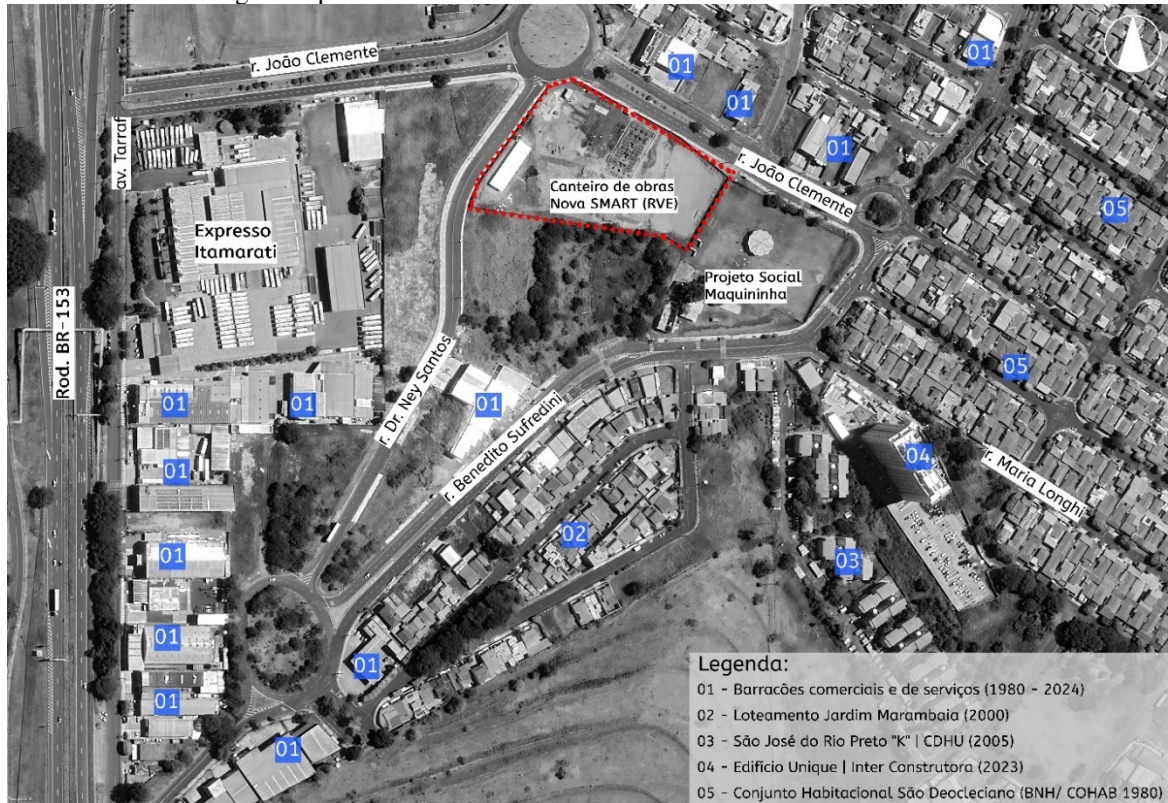 r. João Clemente
01
01
01
01
av. Tarraf
r. João Clemente
Canteiro de obras
Nova SMART (RVE)
05
Expresso
Itamarati
Projeto Social
Maquininha
Rod. BR-153
05
01
01
01
r. Dr. Ney Santos
r. Benedito Sufredini
04
r. Maria Longhi
01
02
01
03
01
01
01
01
Legenda:
01 - Barracões comerciais e de serviços (1980 - 2024)
02 - Loteamento Jardim Marambaia (2000)
03 - São José do Rio Preto "K" | CDHU (2005)
04 - Edifício Unique | Inter Construtora (2023)
05 - Conjunto Habitacional São Deocleciano (BNH/ COHAB 1980)